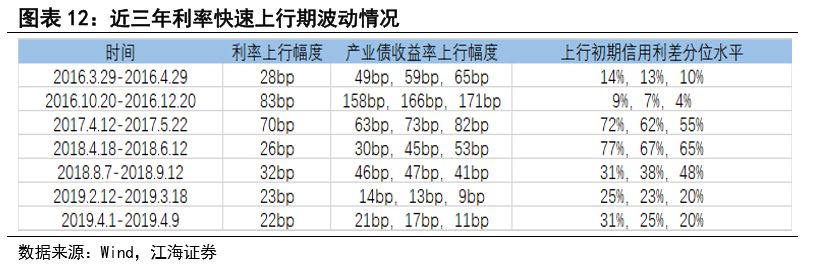 图表 12：近三年利率快速上行期波动情况
时间 利率上行幅度 产业债收益率上行幅度 上行初期信用利差分位水平
2016.3.29-2016.4.29 28bp 49bp，59bp，65bp 14%，13%，10%
2016.10.20-2016.12.20 83bp 158bp，166bp，171bp 9%，7%，4%
2017.4.12-2017.5.22 70bp 63bp，73bp，82bp 72%，62%，55%
2018.4.18-2018.6.12 26bp 30bp，45bp，53bp 77%，67%，65%
2018.8.7-2018.9.12 32bp 46bp，47bp，41bp 31%，38%，48%
2019.2.12-2019.3.18 23bp 14bp，13bp，9bp 25%，23%，20%
2019.4.1-2019.4.9 22bp 21bp，17bp，11bp 31%，25%，20%
数据来源：Wind，江海证券